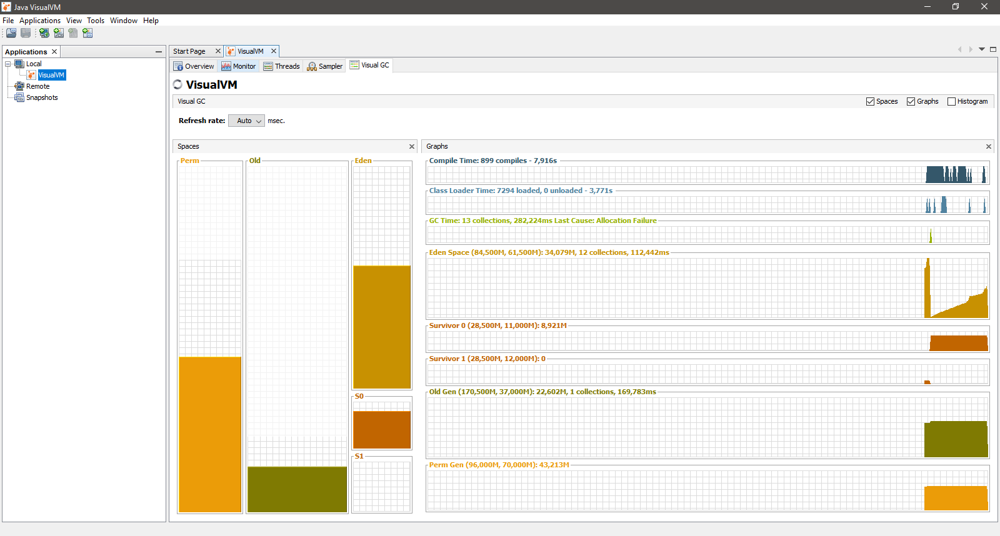 Java VisualVM
File Applications View Tools Window Help
Applications
Local
VisualVM
Remote
Snapshots
Start Page VisualVM
Overview Monitor Threads Sampler Visual GC
VisualVM
Visual GC Spaces Graphs Histogram
Refresh rate: Auto msec.
Spaces
Perm Old Eden
S0
S1
Graphs
Compile Time: 899 compiles - 7,916s
Class Loader Time: 7294 loaded, 0 unloaded - 3,771s
GC Time: 13 collections, 282,224ms Last Cause: Allocation Failure
Eden Space (84,500M, 61,500M): 34,079M, 12 collections, 112,442ms
Survivor 0 (28,500M, 11,000M): 8,921M
Survivor 1 (28,500M, 12,000M): 0
Old Gen (170,500M, 37,000M): 22,602M, 1 collections, 169,783ms
Perm Gen (96,000M, 70,000M): 43,213M